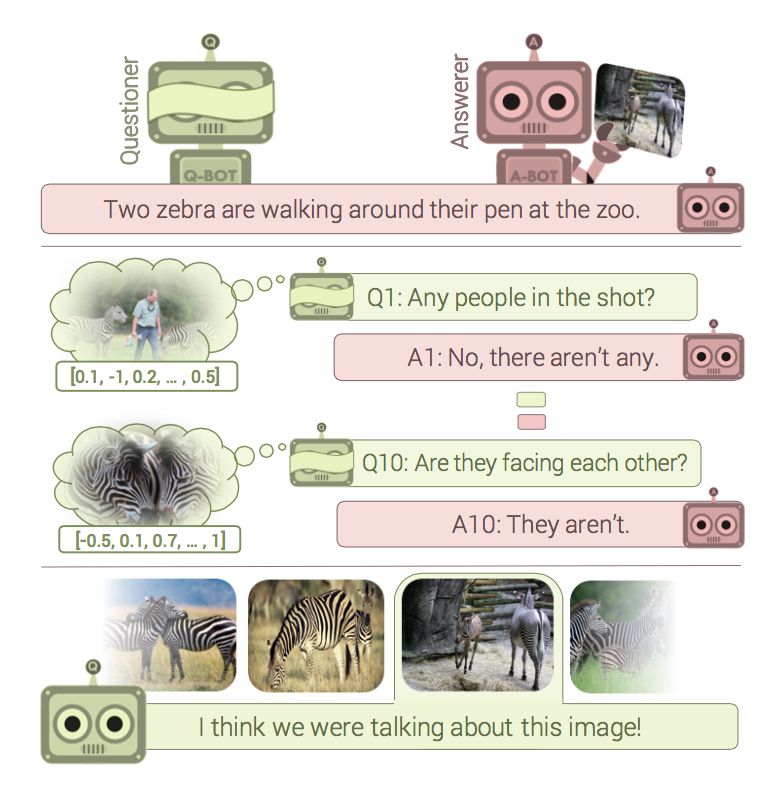 Q
A
Questioner
Answerer
Q-BOT
A-BOT
A
Two zebra are walking around their pen at the zoo.
Q
Q1: Any people in the shot?
A
A1: No, there aren't any.
[0.1, -1, 0.2, ... , 0.5]
Q
Q10: Are they facing each other?
A
A10: They aren't.
[-0.5, 0.1, 0.7, ... , 1]
Q
I think we were talking about this image!